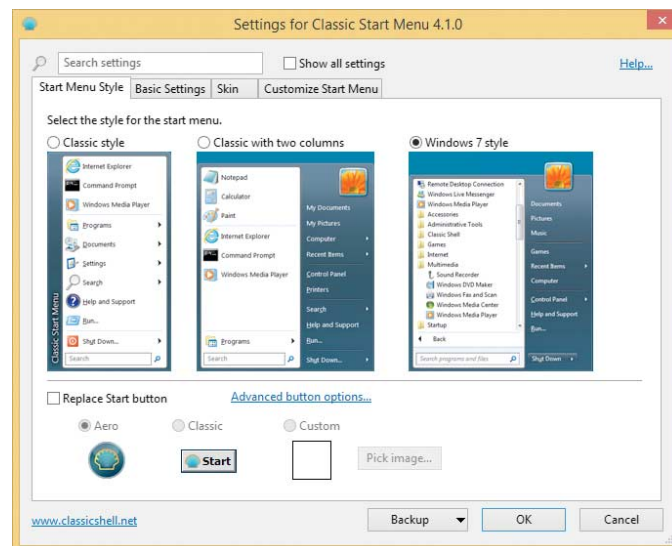 Settings for Classic Start Menu 4.1.0
Search settings
Show all settings
Help...
Start Menu Style
Basic Settings
Skin
Customize Start Menu
Select the style for the start menu.
Classic style
Classic with two columns
Windows 7 style
Internet Explorer
Command Prompt
Windows Media Player
Programs
Documents
Settings
Search
Help and Support
Run...
Shut Down...
Search
Classic Start Menu
Notepad
Calculator
Paint
Internet Explorer
Command Prompt
Windows Media Player
Programs
Search
My Documents
My Pictures
Computer
Recent Items
Control Panel
Printers
Search
Help and Support
Run...
Shut Down...
Remote Desktop Connection
Windows Live Messenger
Windows Media Player
Accessories
Administrative Tools
Classic Shell
Games
Internet
Multimedia
Sound Recorder
Windows DVD Maker
Windows Fax and Scan
Windows Media Center
Windows Media Player
Startup
Back
Search programs and files
Documents
Pictures
Music
Games
Recent Items
Computer
Control Panel
Help and Support
Run...
Shut Down
Replace Start button
Advanced button options...
Aero
Classic
Custom
Start
Pick image...
www.classicshell.net
Backup
OK
Cancel